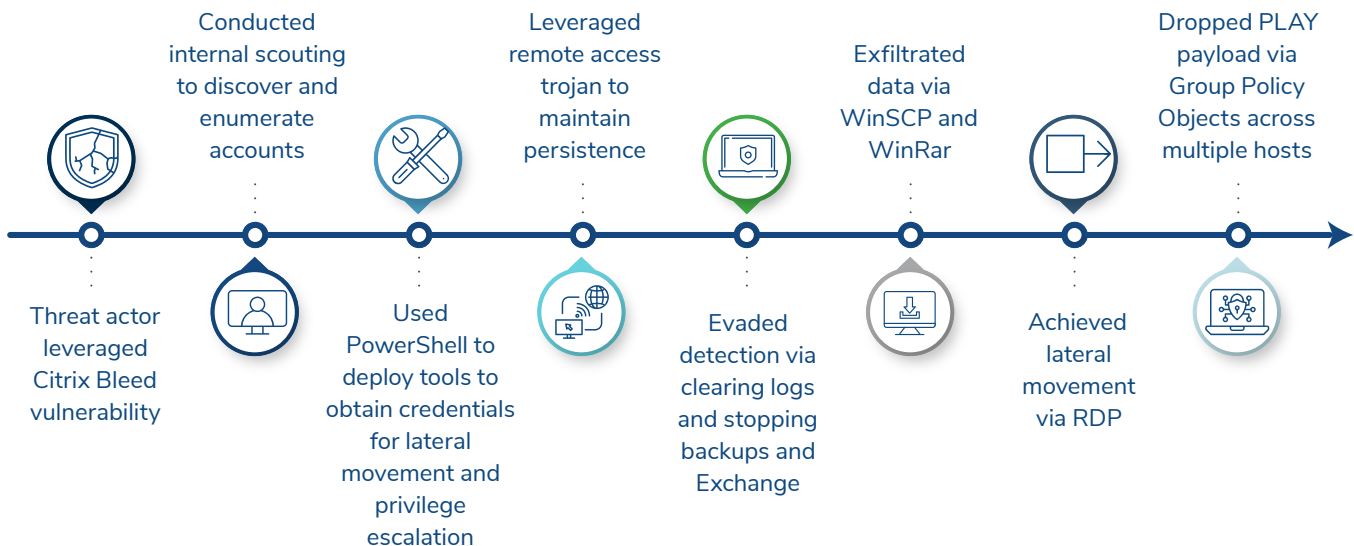 Threat actor
leveraged
Citrix Bleed
vulnerability
Conducted
internal scouting
to discover and
enumerate
accounts
Used
PowerShell to
deploy tools to
obtain credentials
for lateral
movement and
privilege
escalation
Leveraged
remote access
trojan to
maintain
persistence
Evaded
detection via
clearing logs
and stopping
backups and
Exchange
Exfiltrated
data via
WinSCP and
WinRar
Achieved
lateral
movement
via RDP
Dropped PLAY
payload via
Group Policy
Objects across
multiple hosts